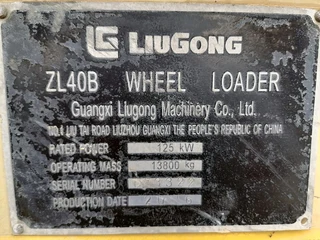 LIUGONG
ZL40B WHEEL LOADER
Guangxi Liugong Machinery Co., Ltd.
NO.4 LIU TAI ROAD LIUZHOU GUANGXI THE PEOPLE'S REPUBLIC OF CHINA
RATED POWER 125 kW
OPERATING MASS 13800 kg
SERIAL NUMBER
PRODUCTION DATE